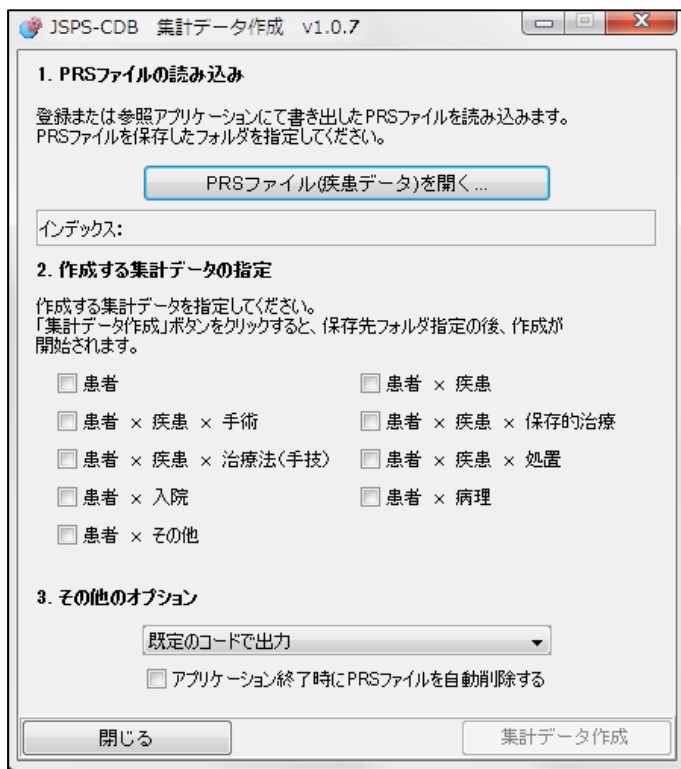 JSPS-CDB 集計データ作成 v1.0.7
1. PRSファイルの読み込み
登録または参照アプリケーションにて書き出したPRSファイルを読み込みます。
PRSファイルを保存したフォルダを指定してください。
PRSファイル(疾患データ)を開く...
インデックス:
2. 作成する集計データの指定
作成する集計データを指定してください。
「集計データ作成」ボタンをクリックすると、保存先フォルダ指定の後、作成が
開始されます。
患者
患者 × 疾患
患者 × 疾患 × 手術
患者 × 疾患 × 保存的治療
患者 × 疾患 × 治療法(手技)
患者 × 疾患 × 処置
患者 × 入院
患者 × 病理
患者 × その他
3. その他のオプション
既定のコードで出力
アプリケーション終了時にPRSファイルを自動削除する
閉じる
集計データ作成